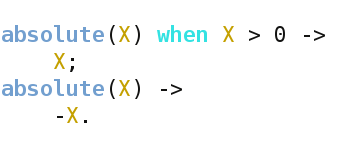 absolute(X) when X > 0 ->
    X;
absolute(X) ->
    -X.